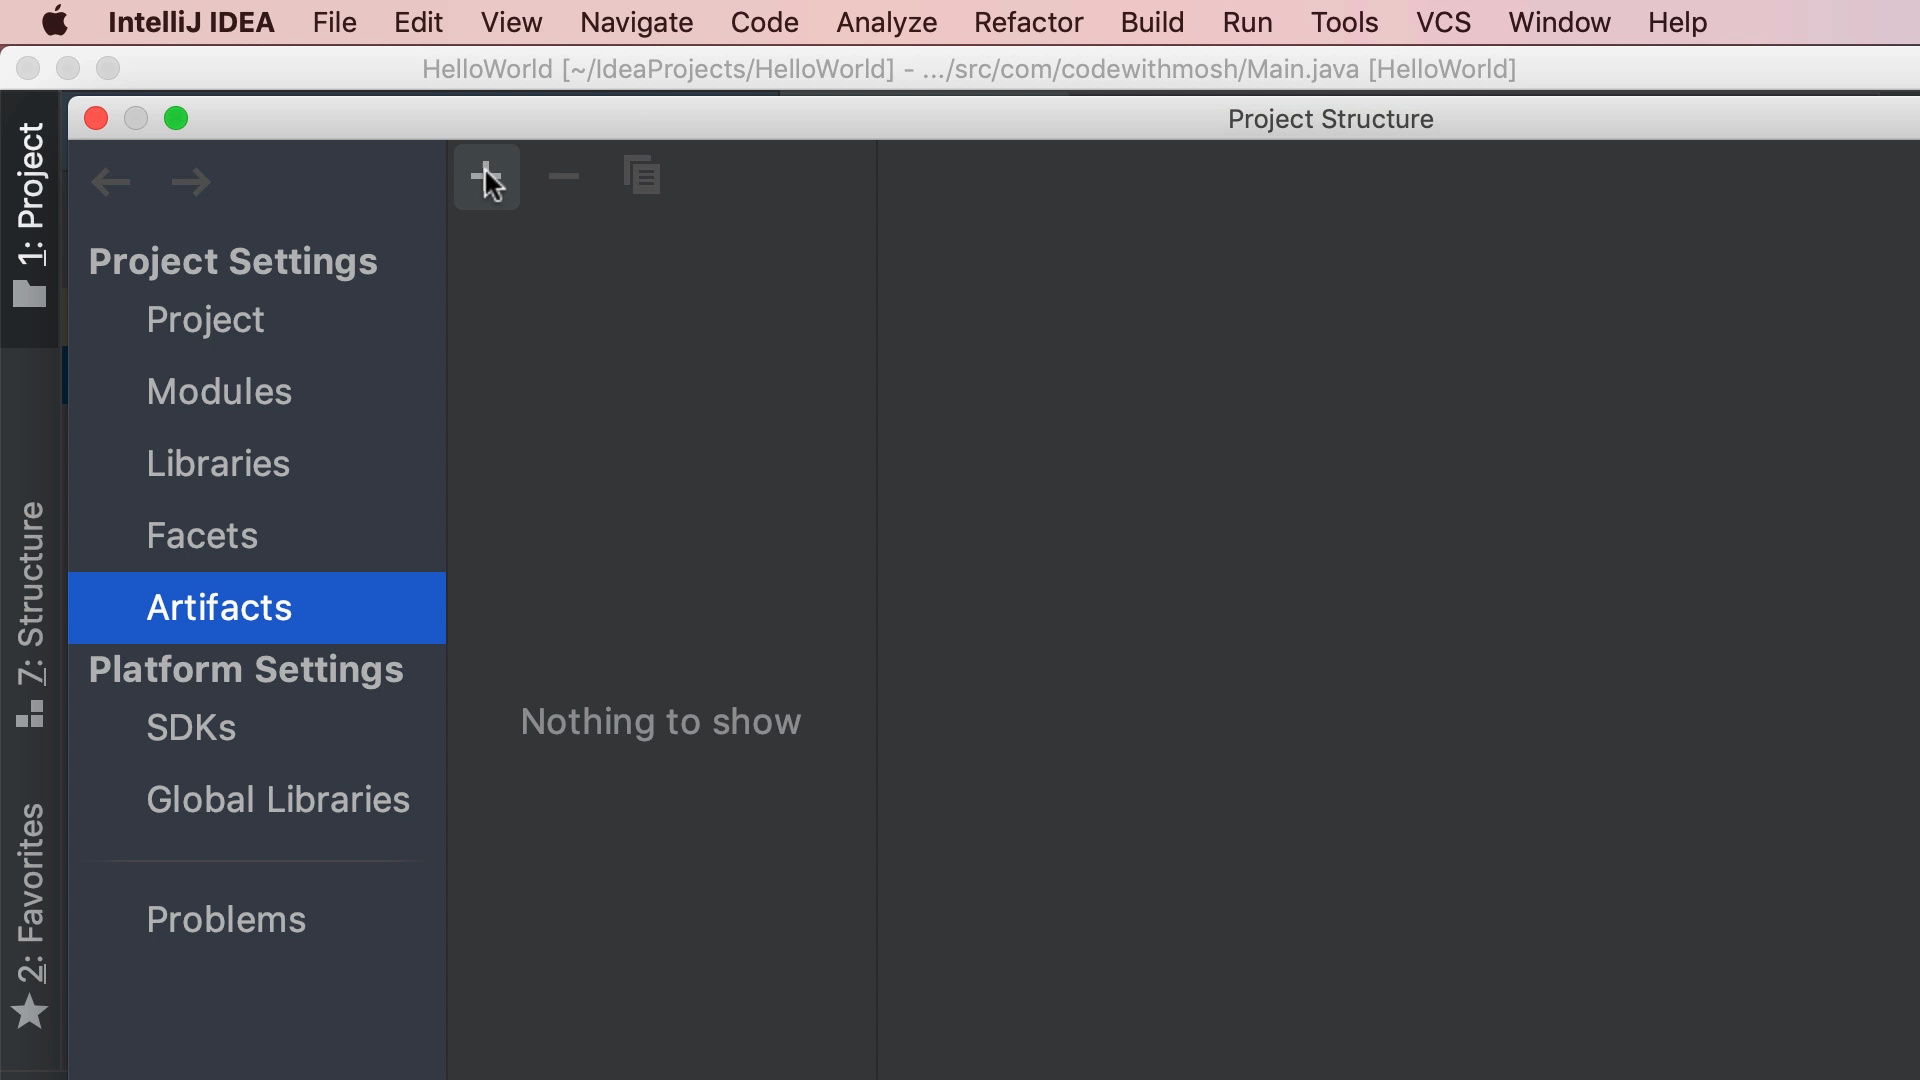 IntelliJ IDEA File Edit View Navigate Code Analyze Refactor Build Run Tools VCS Window Help
HelloWorld [~/IdeaProjects/HelloWorld] - .../src/com/codewithmosh/Main.java [HelloWorld]
Project Structure
1: Project
Project Settings
Project
Modules
Libraries
Facets
Artifacts
Platform Settings
SDKs
Global Libraries
Problems
Nothing to show
7: Structure
2: Favorites